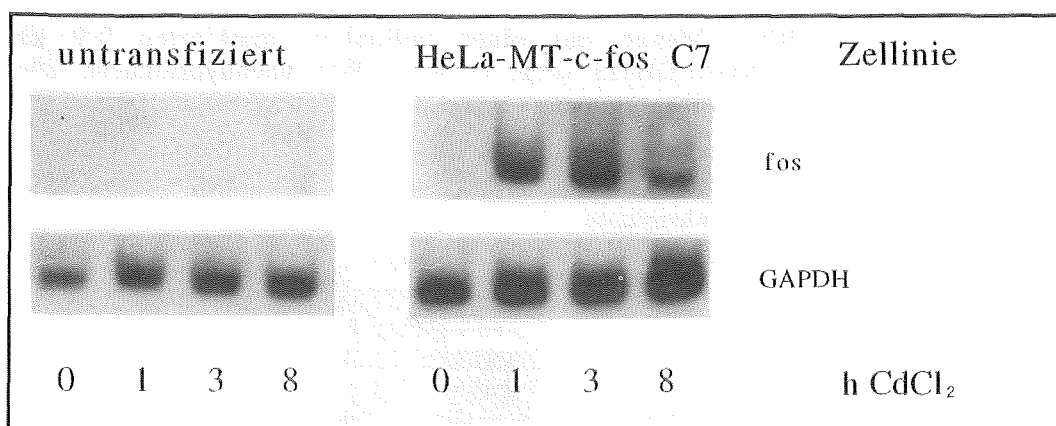 untransfiziert HeLa-MT-c-fos C7 Zellinie
fos
GAPDH
0 1 3 8 0 1 3 8 h CdCl₂